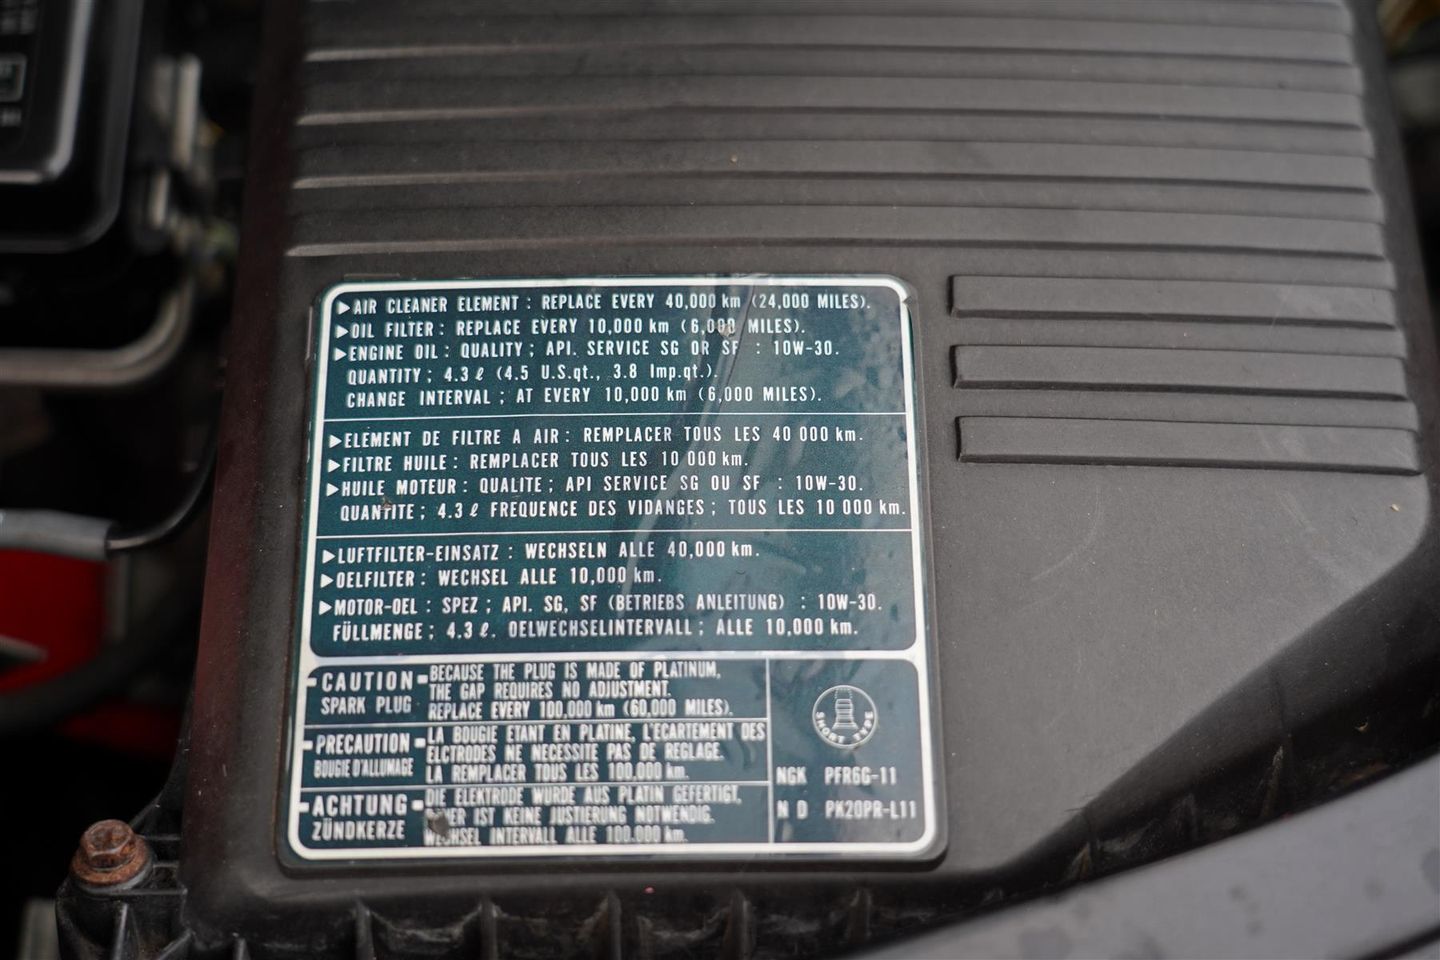 ▶AIR CLEANER ELEMENT : REPLACE EVERY 40,000 km (24,000 MILES).
▶OIL FILTER : REPLACE EVERY 10,000 km (6,000 MILES).
▶ENGINE OIL : QUALITY ; API. SERVICE SG OR SF : 10W-30.
QUANTITY ; 4.3 ℓ (4.5 U.S.qt., 3.8 Imp.qt.).
CHANGE INTERVAL ; AT EVERY 10,000 km (6,000 MILES).
▶ELEMENT DE FILTRE A AIR : REMPLACER TOUS LES 40 000 km.
▶FILTRE HUILE : REMPLACER TOUS LES 10 000 km.
▶HUILE MOTEUR : QUALITE ; API SERVICE SG OU SF : 10W-30.
QUANTITE ; 4.3 ℓ FREQUENCE DES VIDANGES ; TOUS LES 10 000 km.
▶LUFTFILTER-EINSATZ : WECHSELN ALLE 40,000 km.
▶OELFILTER : WECHSEL ALLE 10,000 km.
▶MOTOR-OEL : SPEZ ; API. SG, SF (BETRIEBS ANLEITUNG) : 10W-30.
FÜLLMENGE ; 4.3 ℓ. OELWECHSELINTERVALL ; ALLE 10,000 km.
CAUTION
SPARK PLUG
BECAUSE THE PLUG IS MADE OF PLATINUM,
THE GAP REQUIRES NO ADJUSTMENT.
REPLACE EVERY 100,000 km (60,000 MILES).
PRECAUTION
BOUGIE D'ALLUMAGE
LA BOUGIE ETANT EN PLATINE, L'ECARTEMENT DES
ELCTRODES NE NECESSITE PAS DE REGLAGE.
LA REMPLACER TOUS LES 100,000 km.
ACHTUNG
ZÜNDKERZE
DIE ELEKTRODE WURDE AUS PLATIN GEFERTIGT,
IST KEINE JUSTIERUNG NOTWENDIG.
WECHSEL INTERVALL ALLE 100.000 km.
SHORT TYPE
NGK PFR6G-11
N D PK20PR-L11